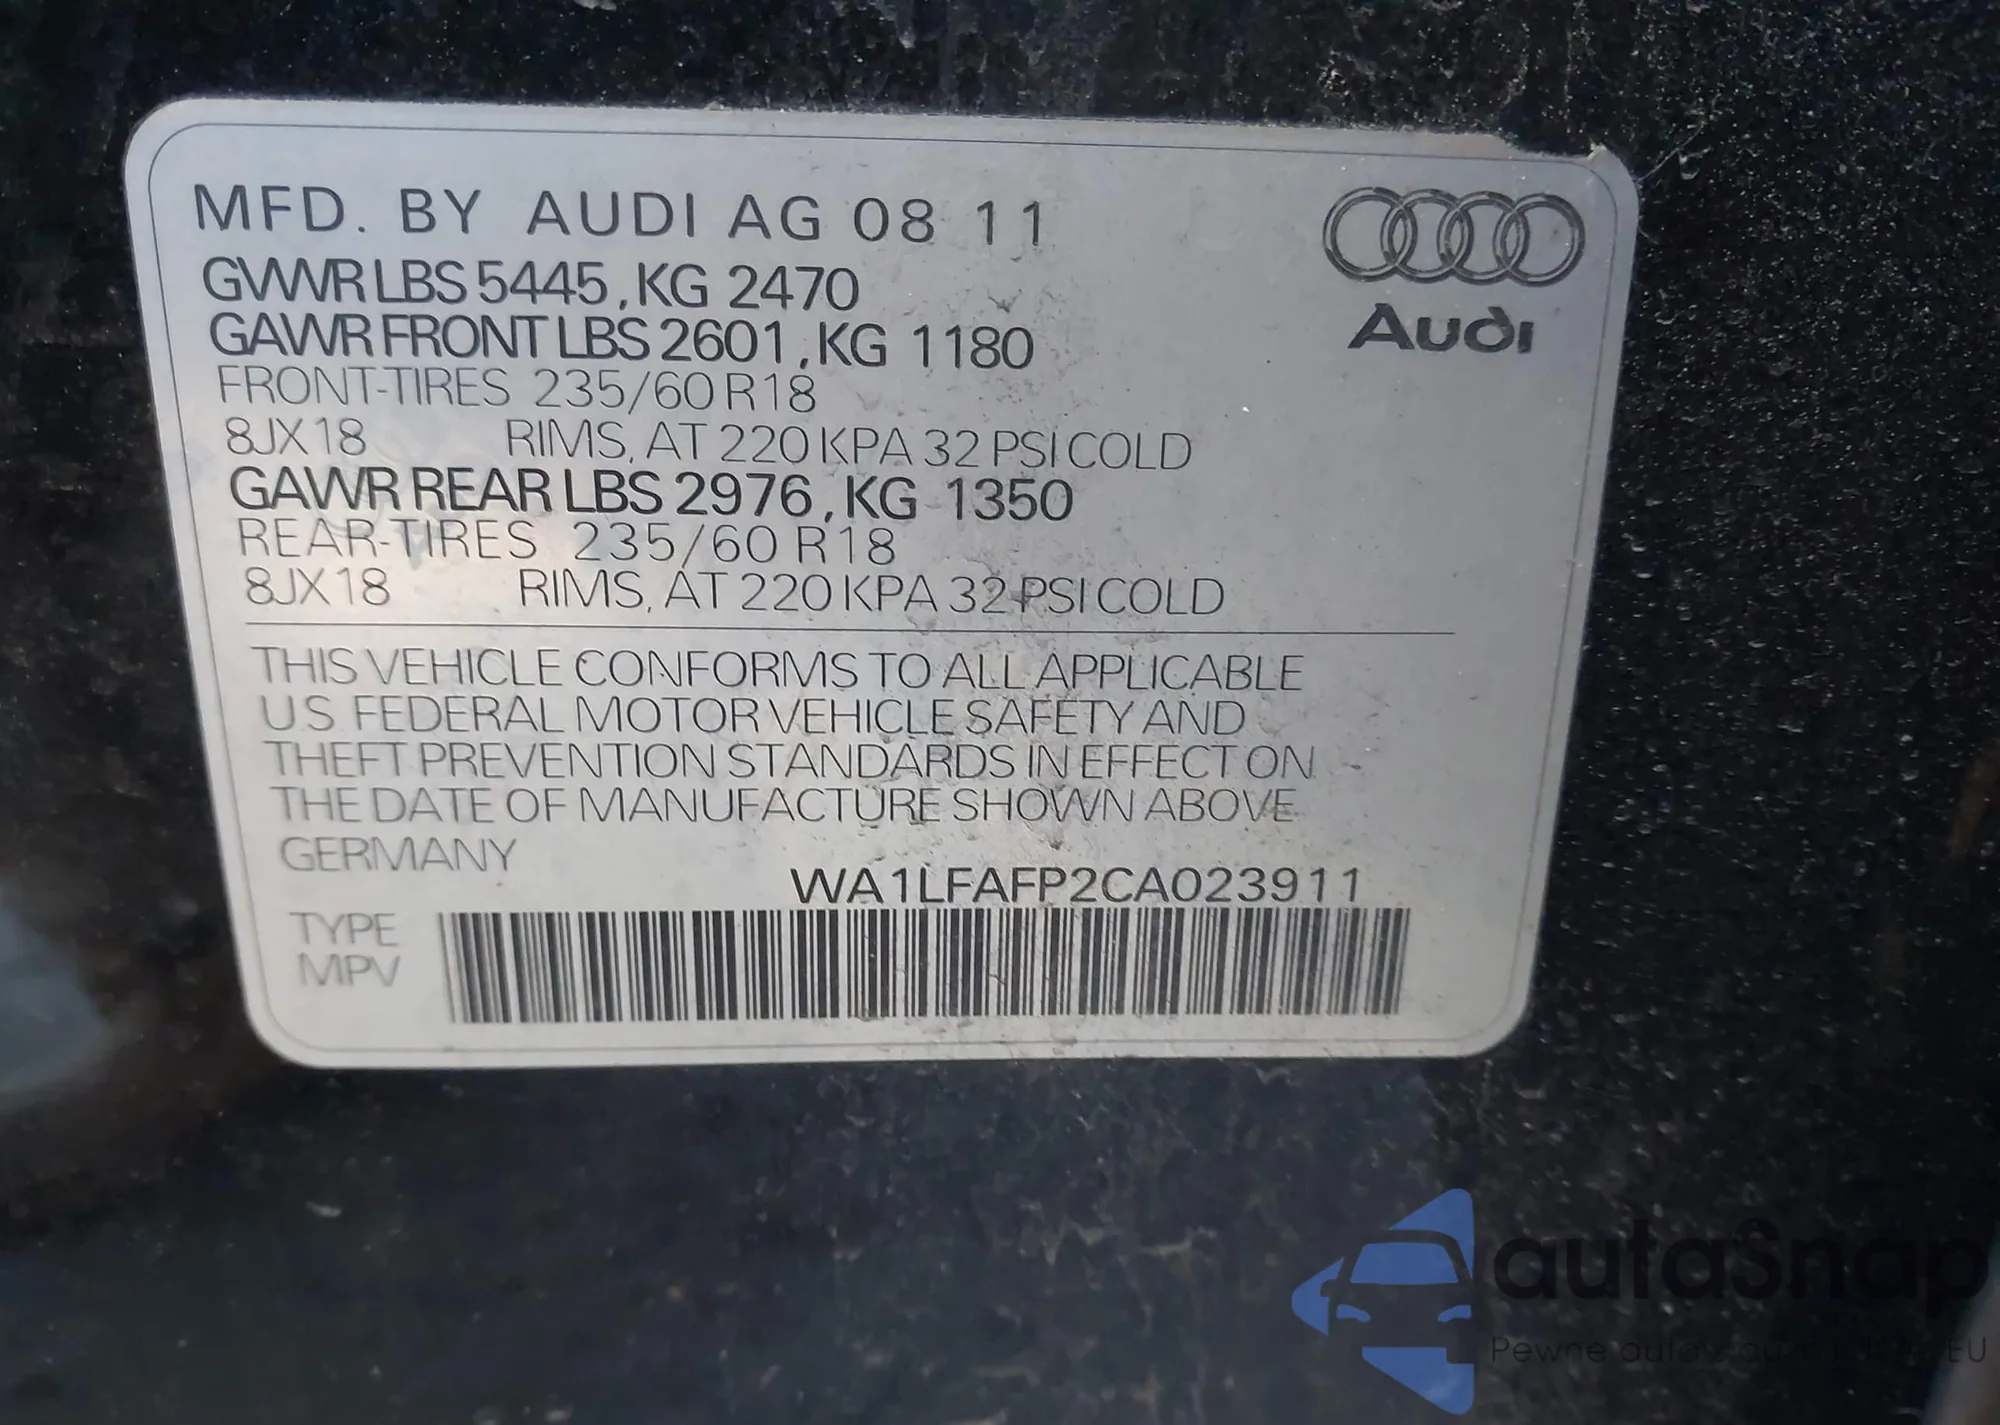 MFD. BY AUDI AG 08 11
GVWR LBS 5445, KG 2470
GAWR FRONT LBS 2601, KG 1180
FRONT-TIRES 235/60 R18
8JX18 RIMS, AT 220 KPA 32 PSI COLD
GAWR REAR LBS 2976, KG 1350
REAR-TIRES 235/60 R18
8JX18 RIMS, AT 220 KPA 32 PSI COLD
Audi
THIS VEHICLE CONFORMS TO ALL APPLICABLE
U.S. FEDERAL MOTOR VEHICLE SAFETY AND
THEFT PREVENTION STANDARDS IN EFFECT ON
THE DATE OF MANUFACTURE SHOWN ABOVE
GERMANY
WA1LFAFP2CA023911
TYPE
MPV
autaSnap
Pewne auta
EU